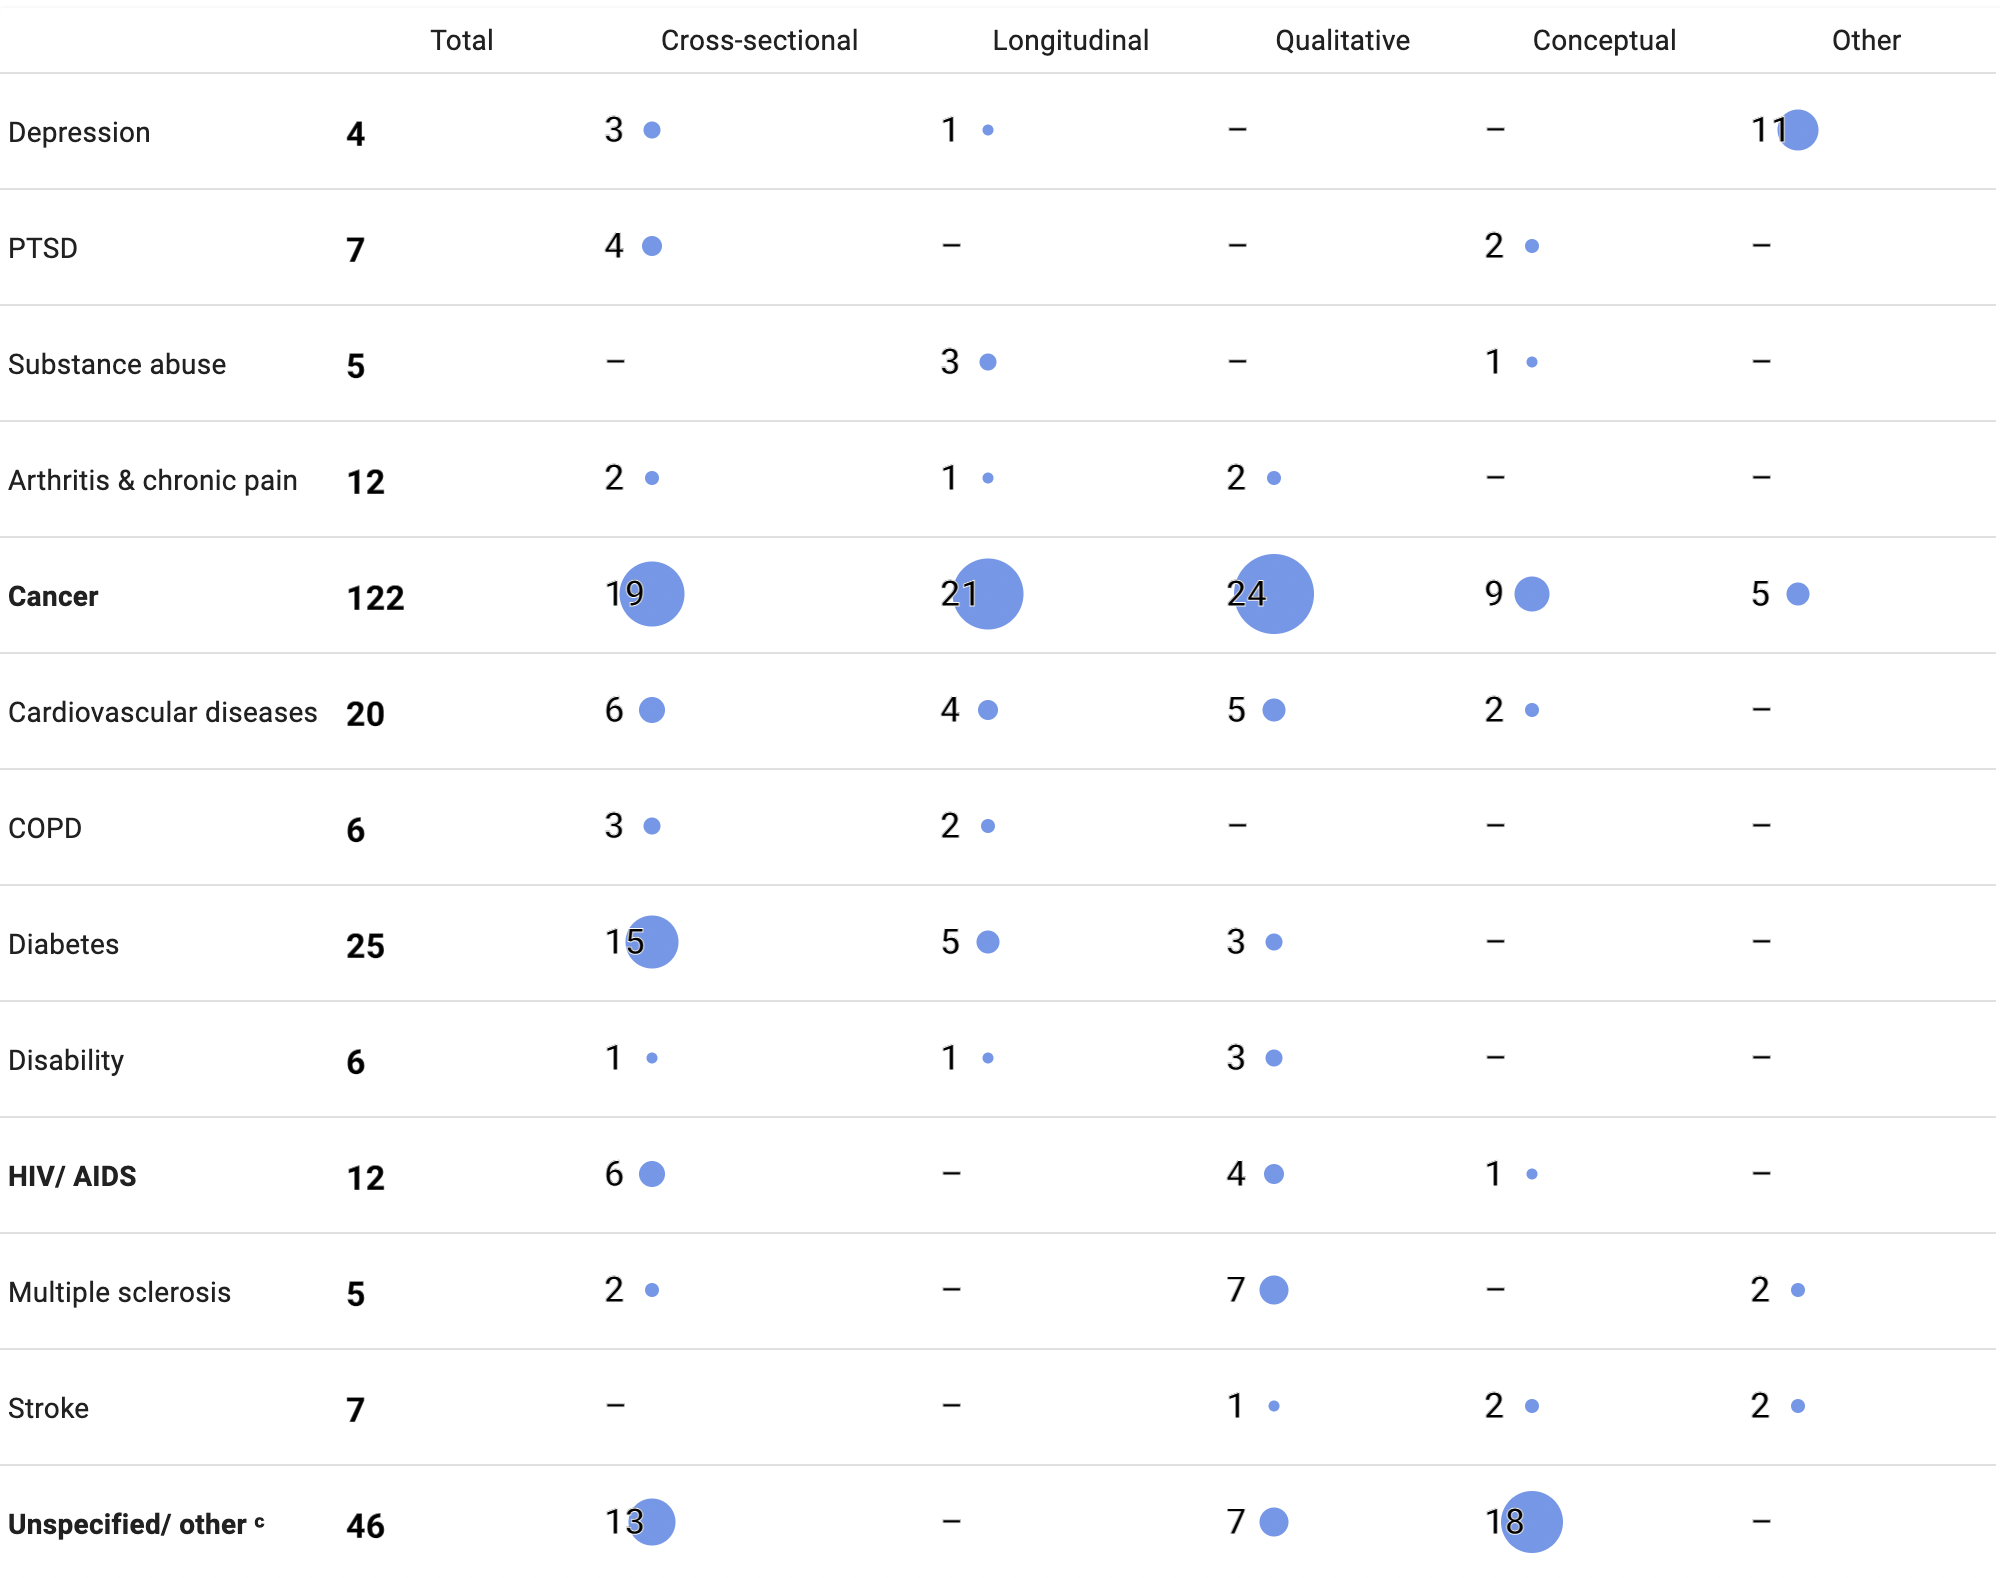 Total Cross-sectional Longitudinal Qualitative Conceptual Other
Depression 4 3 1 – – 11
PTSD 7 4 – – 2 –
Substance abuse 5 – 3 – 1 –
Arthritis & chronic pain 12 2 1 2 – –
Cancer 122 19 21 24 9 5
Cardiovascular diseases 20 6 4 5 2 –
COPD 6 3 2 – – –
Diabetes 25 15 5 3 – –
Disability 6 1 1 3 – –
HIV/ AIDS 12 6 – 4 1 –
Multiple sclerosis 5 2 – 7 – 2
Stroke 7 – – 1 2 2
Unspecified/ other ᶜ 46 13 – 7 18 –